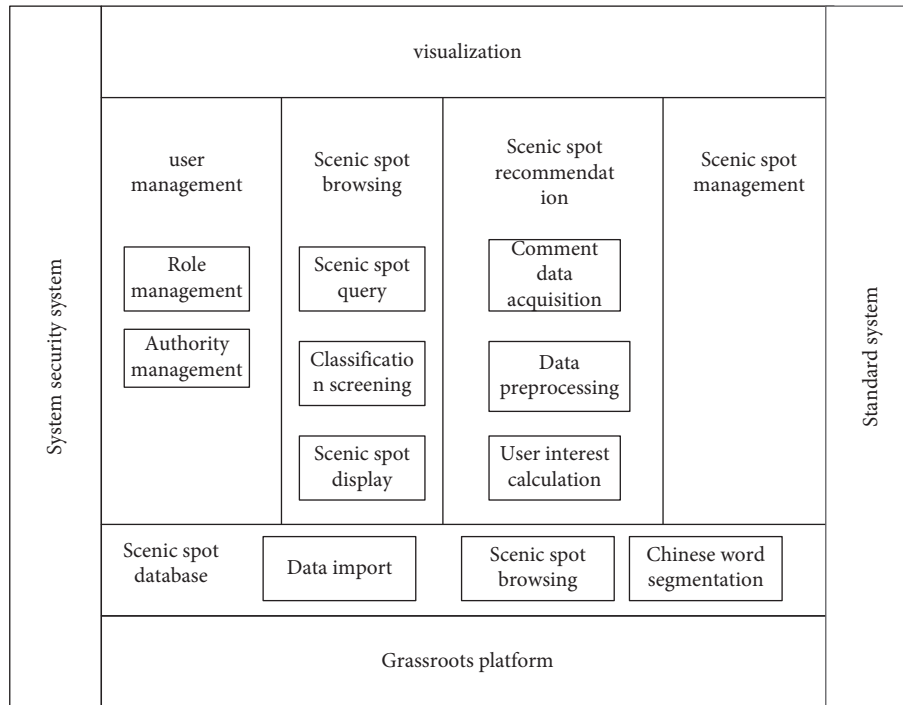 visualization
System security system
user
management
Role
management
Authority
management
Scenic spot
browsing
Scenic spot
query
Classificatio
n screening
Scenic spot
display
Scenic spot
recommendat
ion
Comment
data
acquisition
Data
preprocessing
User interest
calculation
Scenic spot
management
Standard system
Scenic spot
database
Data import
Scenic spot
browsing
Chinese word
segmentation
Grassroots platform